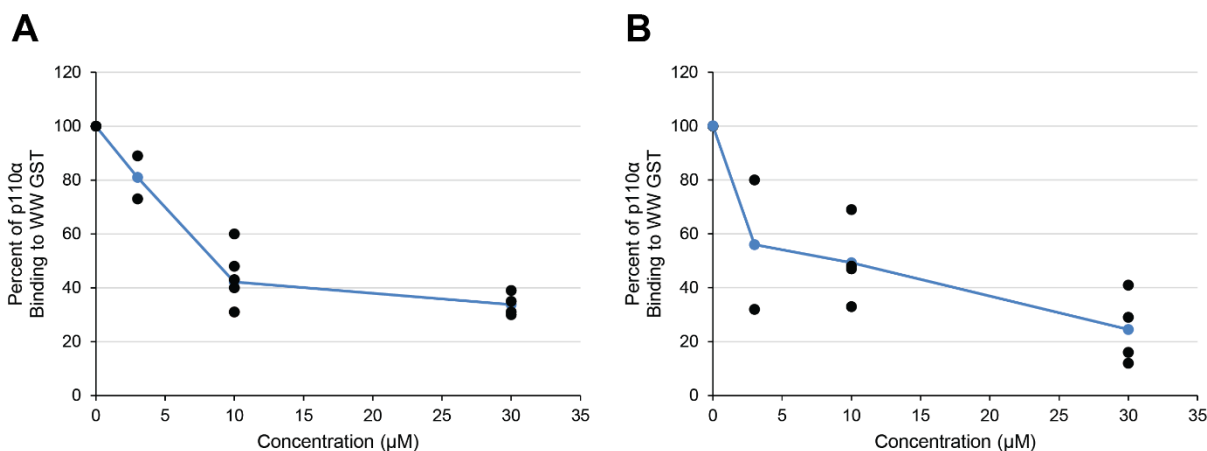 A
Percent of p110α
Binding to WW GST
120
100
80
60
40
20
0
0 5 10 15 20 25 30 35
Concentration (µM)
B
Percent of p110α
Binding to WW GST
120
100
80
60
40
20
0
0 5 10 15 20 25 30 35
Concentration (µM)